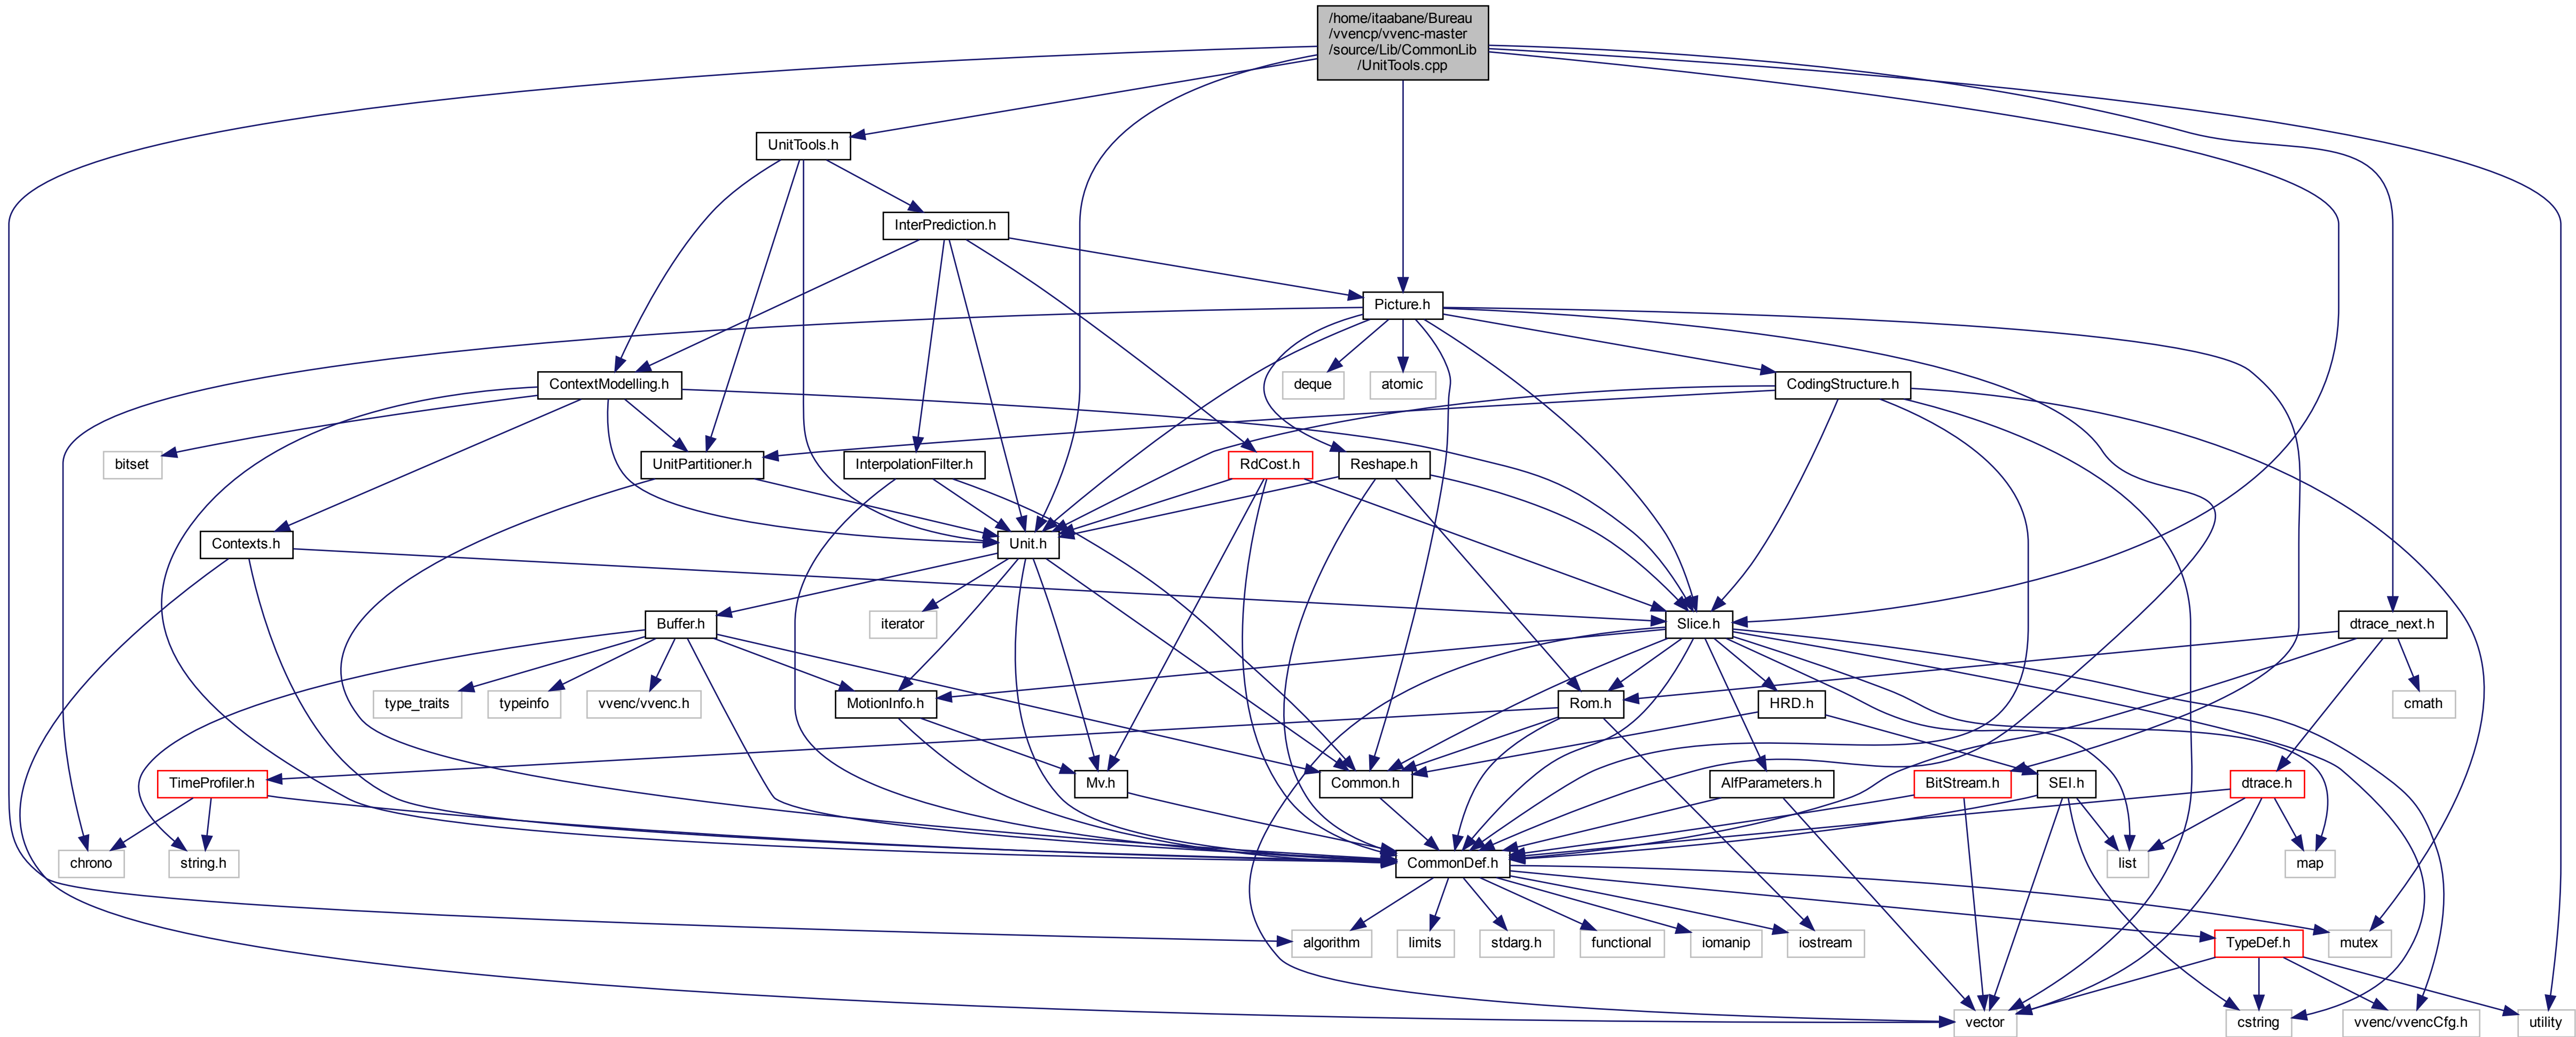 /home/itaabane/Bureau
/vvencp/vvenc-master
/source/Lib/CommonLib
/UnitTools.cpp
UnitTools.h
InterPrediction.h
Picture.h
ContextModelling.h
deque
atomic
CodingStructure.h
bitset
UnitPartitioner.h
InterpolationFilter.h
RdCost.h
Reshape.h
Contexts.h
Unit.h
Buffer.h
iterator
Slice.h
dtrace_next.h
type_traits
typeinfo
vvenc/vvenc.h
MotionInfo.h
Rom.h
HRD.h
cmath
TimeProfiler.h
Mv.h
Common.h
AlfParameters.h
BitStream.h
SEI.h
dtrace.h
chrono
string.h
CommonDef.h
list
map
algorithm
limits
stdarg.h
functional
iomanip
iostream
TypeDef.h
mutex
vector
cstring
vvenc/vvencCfg.h
utility